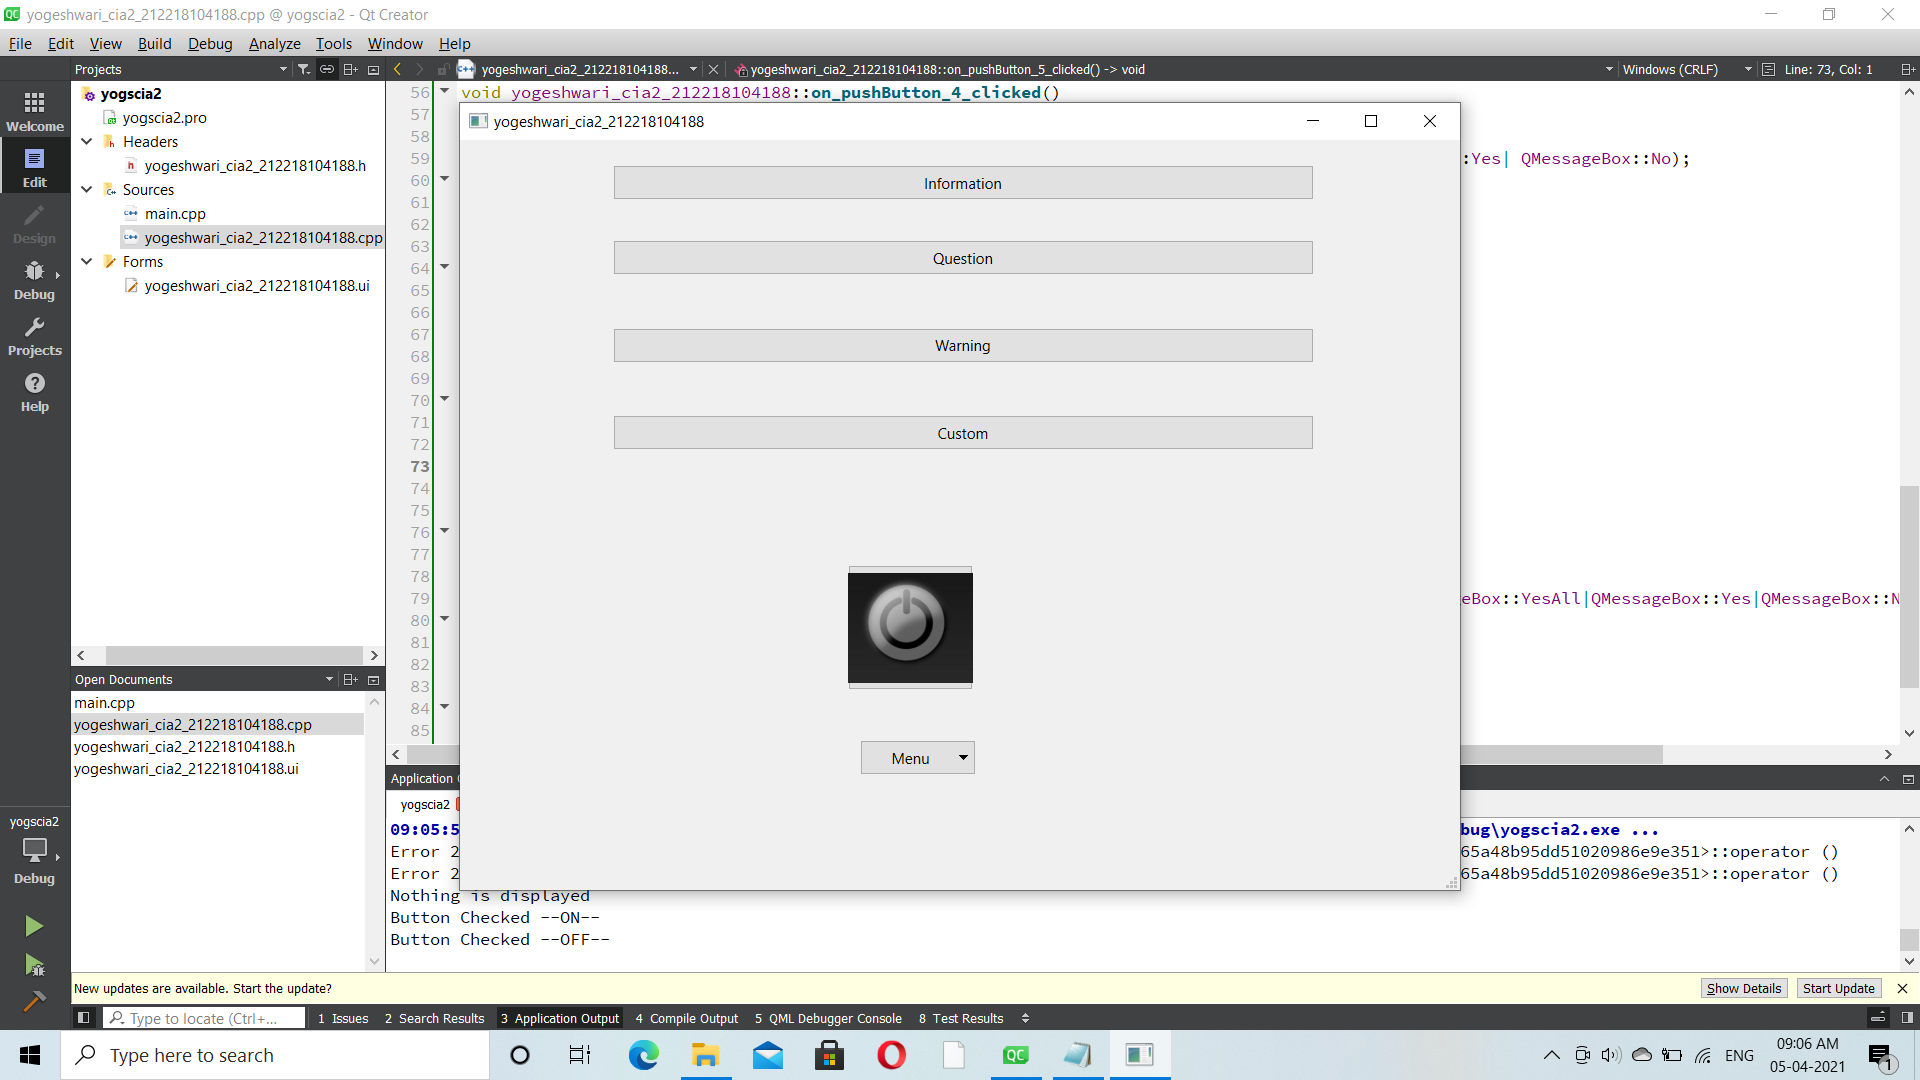 yogeshwari_cia2_212218104188.cpp @ yogscia2 - Qt Creator
File Edit View Build Debug Analyze Tools Window Help
Projects
yogeshwari_cia2_212218104188...
yogeshwari_cia2_212218104188::on_pushButton_5_clicked() -> void
Windows (CRLF)
Line: 73, Col: 1
Welcome
Edit
Design
Debug
Projects
Help
yogscia2
yogscia2.pro
Headers
yogeshwari_cia2_212218104188.h
Sources
main.cpp
yogeshwari_cia2_212218104188.cpp
Forms
yogeshwari_cia2_212218104188.ui
Open Documents
main.cpp
yogeshwari_cia2_212218104188.cpp
yogeshwari_cia2_212218104188.h
yogeshwari_cia2_212218104188.ui
yogscia2
Debug
56 void yogeshwari_cia2_212218104188::on_pushButton_4_clicked()
57
58
59 :Yes| QMessageBox::No);
60
61
62
63
64
65
66
67
68
69
70
71
72
73
74
75
76
77
78
79 eBox::YesAll|QMessageBox::Yes|QMessageBox::N
80
81
82
83
84
85
yogeshwari_cia2_212218104188
Information
Question
Warning
Custom
Menu
Application
yogscia2
09:05:5 bug\yogscia2.exe ...
Error 2 65a48b95dd51020986e9e351>::operator ()
Error 2 65a48b95dd51020986e9e351>::operator ()
Nothing is displayed
Button Checked --ON--
Button Checked --OFF--
New updates are available. Start the update?
Show Details
Start Update
Type to locate (Ctrl+...
1 Issues
2 Search Results
3 Application Output
4 Compile Output
5 QML Debugger Console
8 Test Results
Type here to search
QC
ENG
09:06 AM
05-04-2021
1